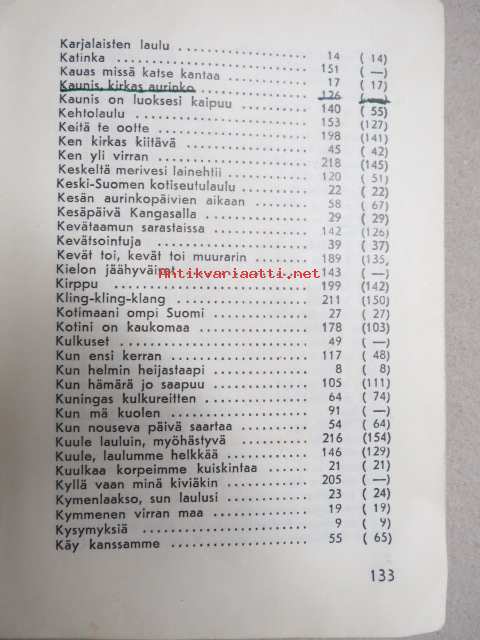 Karjalaisten laulu .......... 14 ( 14)
Katinka .......... 151 ( —)
Kauas missä katse kantaa .......... 17 ( 17)
Kaunis, kirkas aurinko .......... 126 ( —)
Kaunis on luoksesi kaipuu .......... 140 ( 55)
Kehtolaulu .......... 153 (127)
Keitä te ootte .......... 198 (141)
Ken kirkas kiitävä .......... 45 ( 42)
Ken yli virran .......... 218 (145)
Keskeltä merivesi lainehtii .......... 120 ( 51)
Keski-Suomen kotiseutulaulu .......... 22 ( 22)
Kesän aurinkopäivien aikaan .......... 58 ( 67)
Kesäpäivä Kangasalla .......... 29 ( 29)
Kevätaamun sarastaissa .......... 142 (126)
Kevätsointuja .......... 39 ( 37)
Kevät toi, kevät toi muurarin .......... 189 (135,
Kielon .......... 143 ( —)
Antikvariaatti.net
Kirppu .......... 199 (142)
Kling-kling-klang .......... 211 (150)
Kotimaani ompi Suomi .......... 27 ( 27)
Kotini on kaukomaa .......... 178 (103)
Kulkuset .......... 49 ( —)
Kun ensi kerran .......... 117 ( 48)
Kun helmin heijastaapi .......... 8 ( 8)
Kun hämärä jo saapuu .......... 105 (111)
Kuningas kulkureitten .......... 64 ( 74)
Kun mä kuolen .......... 91 ( —)
Kun nouseva päivä saartaa .......... 54 ( 64)
Kuule lauluin, myöhästyvä .......... 216 (154)
Kuule, laulumme helkkää .......... 146 (129)
Kuulkaa korpeimme kuiskintaa .......... 21 ( 21)
Kyllä vaan minä kiviäkin .......... 205 ( —)
Kymenlaakso, sun laulusi .......... 23 ( 24)
Kymmenen virran maa .......... 19 ( 19)
Kysymyksiä .......... 9 ( 9)
Käy kanssamme .......... 55 ( 65)
133